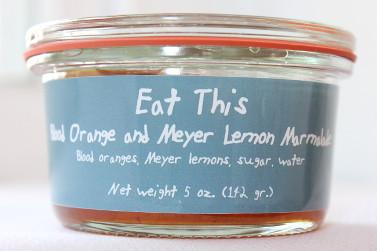 Eat This
Blood Orange and Meyer Lemon Marmalade
Blood oranges, Meyer lemons, sugar, water
Net weight 5 oz. (142 gr.)